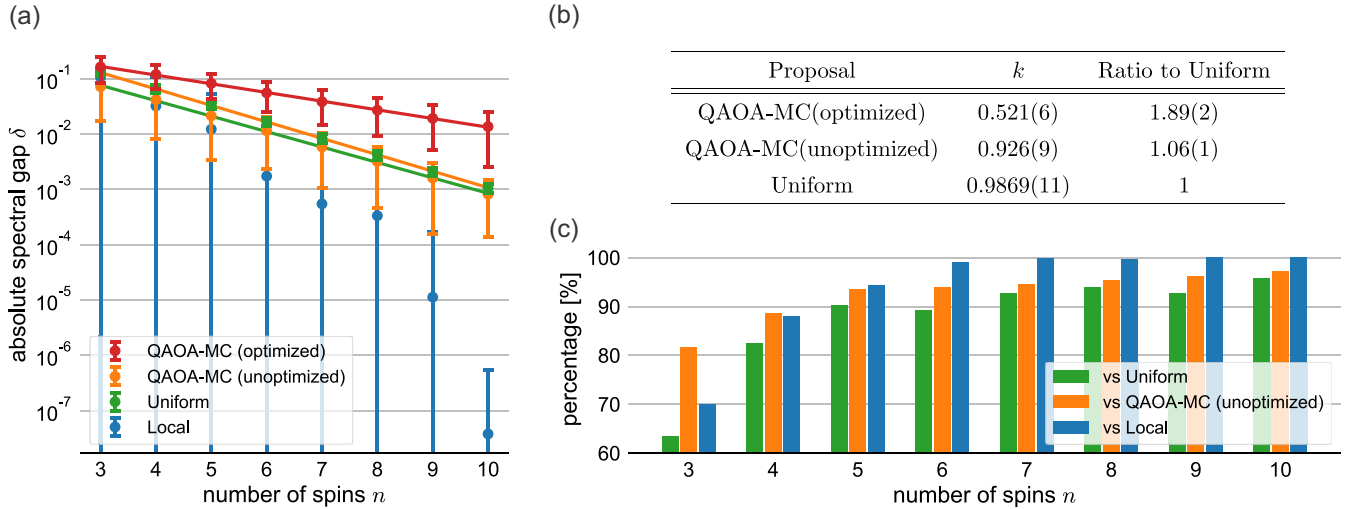 (a)
absolute spectral gap δ
10⁻¹
10⁻²
10⁻³
10⁻⁴
10⁻⁵
10⁻⁶
10⁻⁷
QAOA-MC (optimized)
QAOA-MC (unoptimized)
Uniform
Local
3 4 5 6 7 8 9 10
number of spins n
(b)
Proposal k Ratio to Uniform
QAOA-MC(optimized) 0.521(6) 1.89(2)
QAOA-MC(unoptimized) 0.926(9) 1.06(1)
Uniform 0.9869(11) 1
(c)
percentage [%]
100
90
80
70
60
vs Uniform
vs QAOA-MC (unoptimized)
vs Local
3 4 5 6 7 8 9 10
number of spins n